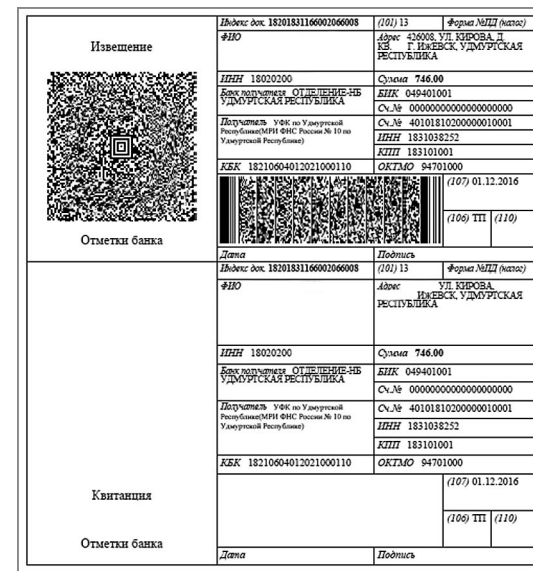 Извещение
Отметки банка
Индекс док. 18201831166002066008
(101) 13
Форма №ПД (налог)
ФИО
Адрес 426008, УЛ. КИРОВА, Д.
КВ. Г. ИЖЕВСК, УДМУРТСКАЯ
РЕСПУБЛИКА
ИНН 18020200
Сумма 746.00
Банк получателя ОТДЕЛЕНИЕ-НБ
УДМУРТСКАЯ РЕСПУБЛИКА
БИК 049401001
Сч.№ 00000000000000000000
Получатель УФК по Удмуртской
Республике(МРИ ФНС России № 10 по
Удмуртской Республике)
Сч.№ 40101810200000010001
ИНН 1831038252
КПП 183101001
КБК 18210604012021000110
ОКТМО 94701000
(107) 01.12.2016
(106) ТП
(110)
Дата
Подпись
Квитанция
Отметки банка
Индекс док. 18201831166002066008
(101) 13
Форма №ПД (налог)
ФИО
Адрес УЛ. КИРОВА,
ИЖЕВСК, УДМУРТСКАЯ
РЕСПУБЛИКА
ИНН 18020200
Сумма 746.00
Банк получателя ОТДЕЛЕНИЕ-НБ
УДМУРТСКАЯ РЕСПУБЛИКА
БИК 049401001
Сч.№ 00000000000000000000
Получатель УФК по Удмуртской
Республике(МРИ ФНС России № 10 по
Удмуртской Республике)
Сч.№ 40101810200000010001
ИНН 1831038252
КПП 183101001
КБК 18210604012021000110
ОКТМО 94701000
(107) 01.12.2016
(106) ТП
(110)
Дата
Подпись